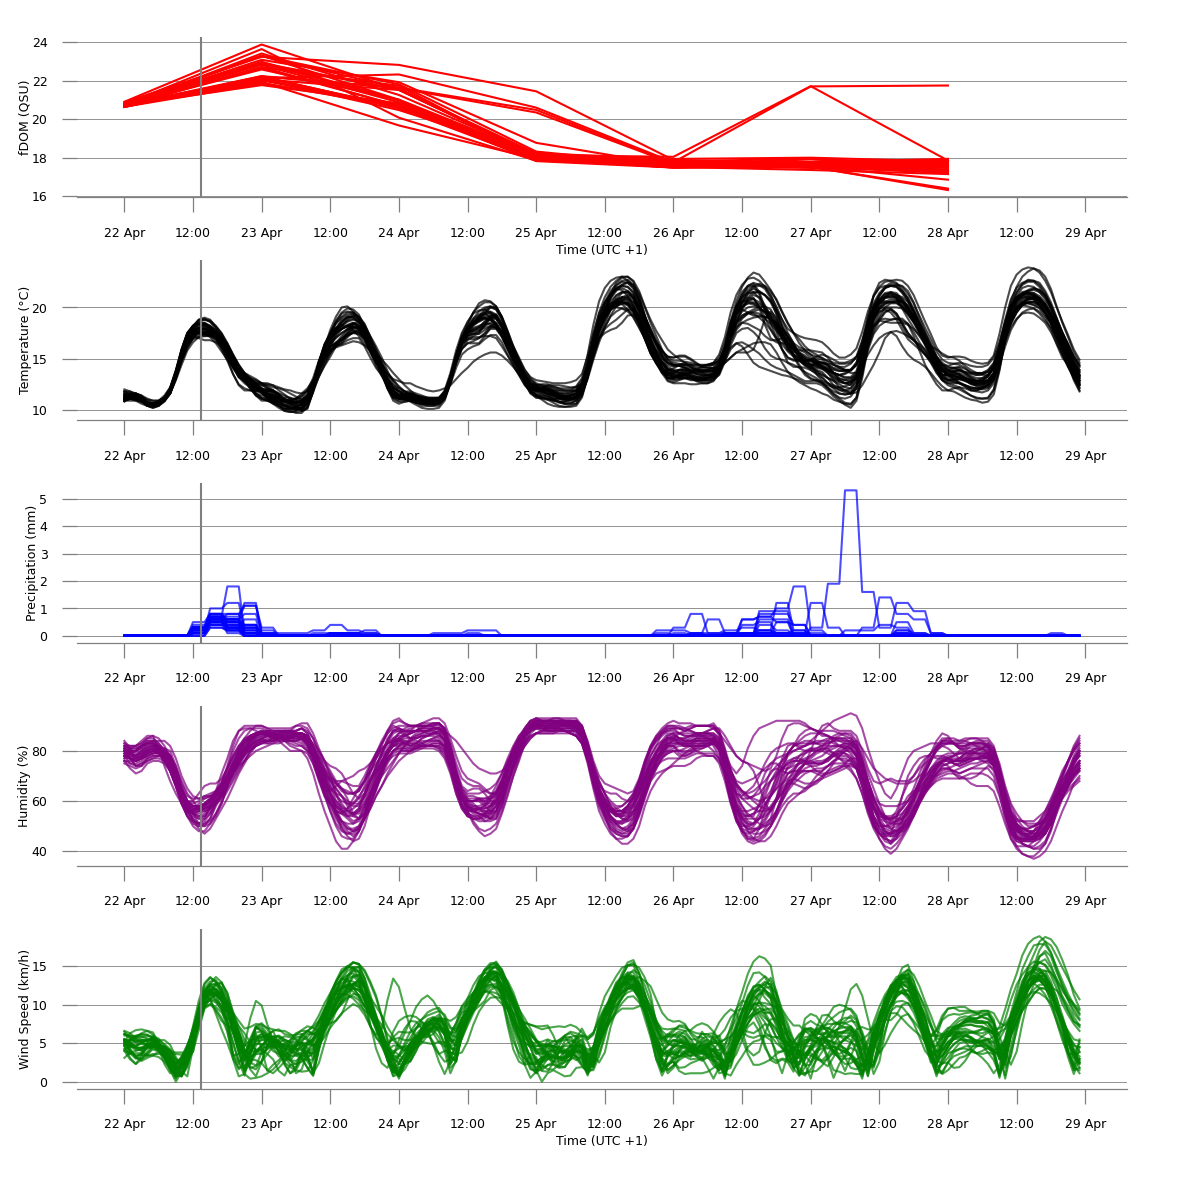 fDOM (QSU)
24
22
20
18
16
22 Apr 12:00 23 Apr 12:00 24 Apr 12:00 25 Apr 12:00 26 Apr 12:00 27 Apr 12:00 28 Apr 12:00 29 Apr
Time (UTC +1)
Temperature (°C)
20
15
10
22 Apr 12:00 23 Apr 12:00 24 Apr 12:00 25 Apr 12:00 26 Apr 12:00 27 Apr 12:00 28 Apr 12:00 29 Apr
Precipitation (mm)
5
4
3
2
1
0
22 Apr 12:00 23 Apr 12:00 24 Apr 12:00 25 Apr 12:00 26 Apr 12:00 27 Apr 12:00 28 Apr 12:00 29 Apr
Humidity (%)
80
60
40
22 Apr 12:00 23 Apr 12:00 24 Apr 12:00 25 Apr 12:00 26 Apr 12:00 27 Apr 12:00 28 Apr 12:00 29 Apr
Wind Speed (km/h)
15
10
5
0
22 Apr 12:00 23 Apr 12:00 24 Apr 12:00 25 Apr 12:00 26 Apr 12:00 27 Apr 12:00 28 Apr 12:00 29 Apr
Time (UTC +1)